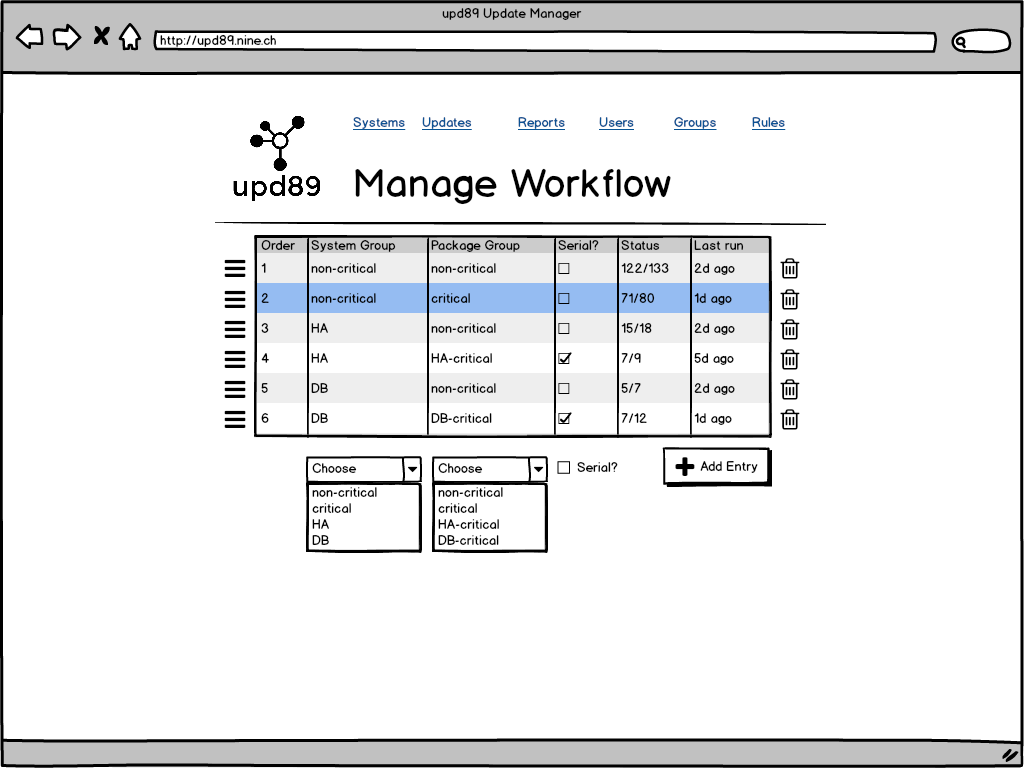 upd89 Update Manager
http://upd89.nine.ch
Systems Updates Reports Users Groups Rules
upd89 Manage Workflow
Order System Group Package Group Serial? Status Last run
1 non-critical non-critical 122/133 2d ago
2 non-critical critical 71/80 1d ago
3 HA non-critical 15/18 2d ago
4 HA HA-critical 7/9 5d ago
5 DB non-critical 5/7 2d ago
6 DB DB-critical 7/12 1d ago
Choose Choose Serial? Add Entry
non-critical non-critical
critical critical
HA HA-critical
DB DB-critical